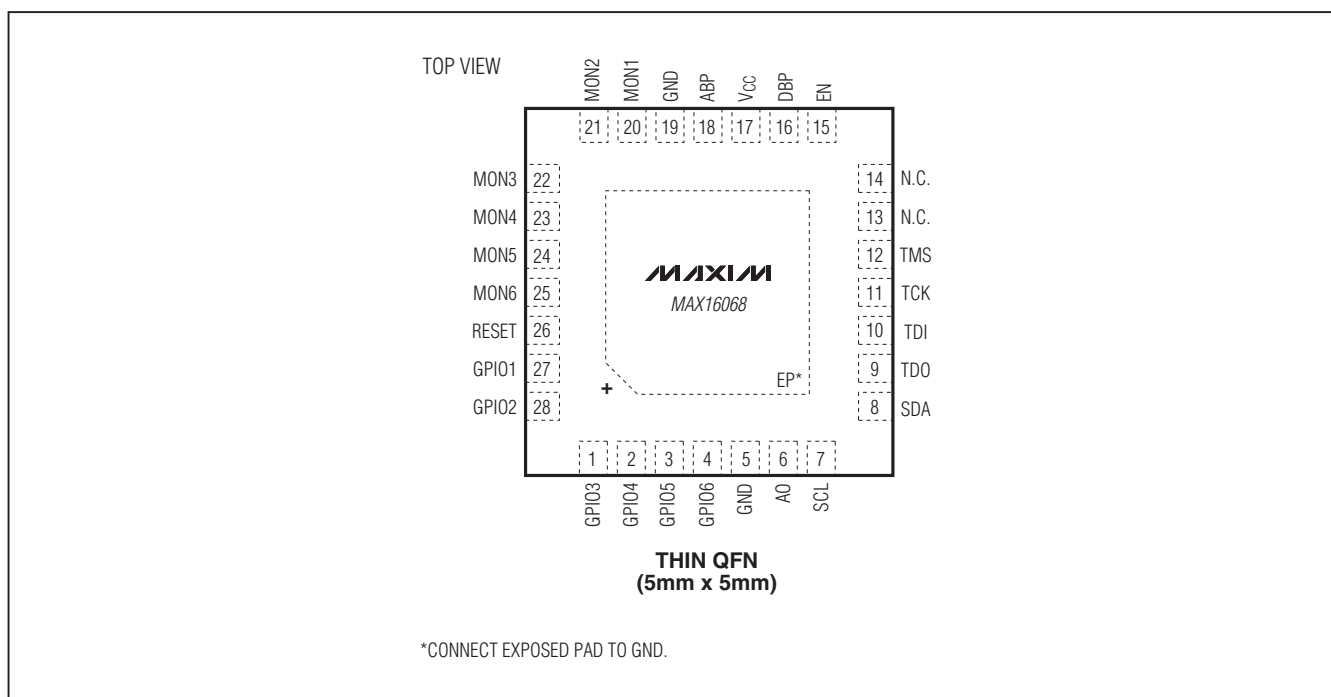 TOP VIEW
MON2 MON1 GND ABP VCC DBP EN
21 20 19 18 17 16 15
MON3 22 14 N.C.
MON4 23 13 N.C.
MON5 24 12 TMS
MAXIM
MON6 25 11 TCK
MAX16068
RESET 26 10 TDI
GPIO1 27 9 TDO
EP*
+
GPIO2 28 8 SDA
1 2 3 4 5 6 7
GPIO3 GPIO4 GPIO5 GPIO6 GND A0 SCL
THIN QFN
(5mm x 5mm)
*CONNECT EXPOSED PAD TO GND.